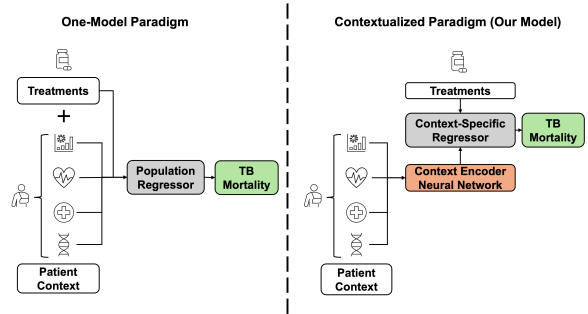 One-Model Paradigm
Treatments
+
Population
Regressor
TB
Mortality
Patient
Context
Contextualized Paradigm (Our Model)
Treatments
Context-Specific
Regressor
TB
Mortality
Context Encoder
Neural Network
Patient
Context